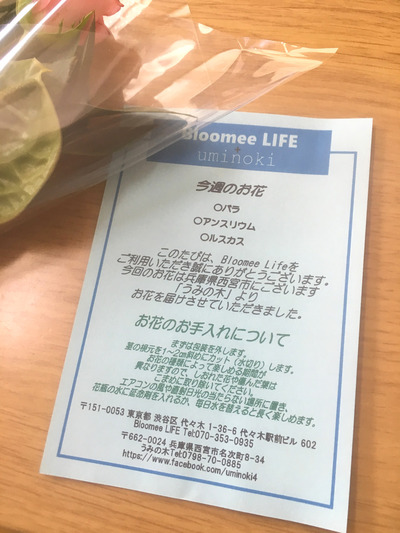 Bloomee LIFE
uminoki
今週のお花
○バラ
○アンスリウム
○ルスカス
このたびは、Bloomee Lifeを
ご利用いただき誠にありがとうございます。
今回のお花は兵庫県西宮市にございます
「うみの木」より
お花を届けさせていただきました。
お花のお手入れについて
まずは包装を外します。
茎の根元を1~2cm斜めにカット(水切り)します。
お花の種類によって楽しめる期間が
異なりますので、しおれた花や傷んだ葉は
こまめに取り除いてください。
エアコンの風や直射日光の当たらない場所に置き、
花瓶の水に延命剤を入れるか、毎日水を替えると長く楽しめます。
〒151-0053 東京都 渋谷区 代々木 1-36-6 代々木駅前ビル 602
Bloomee LIFE Tel:070-353-0935
〒662-0024 兵庫県西宮市名次町8-34
うみの木Tel:0798-70-0885
https://www.facebook.com/uminoki4